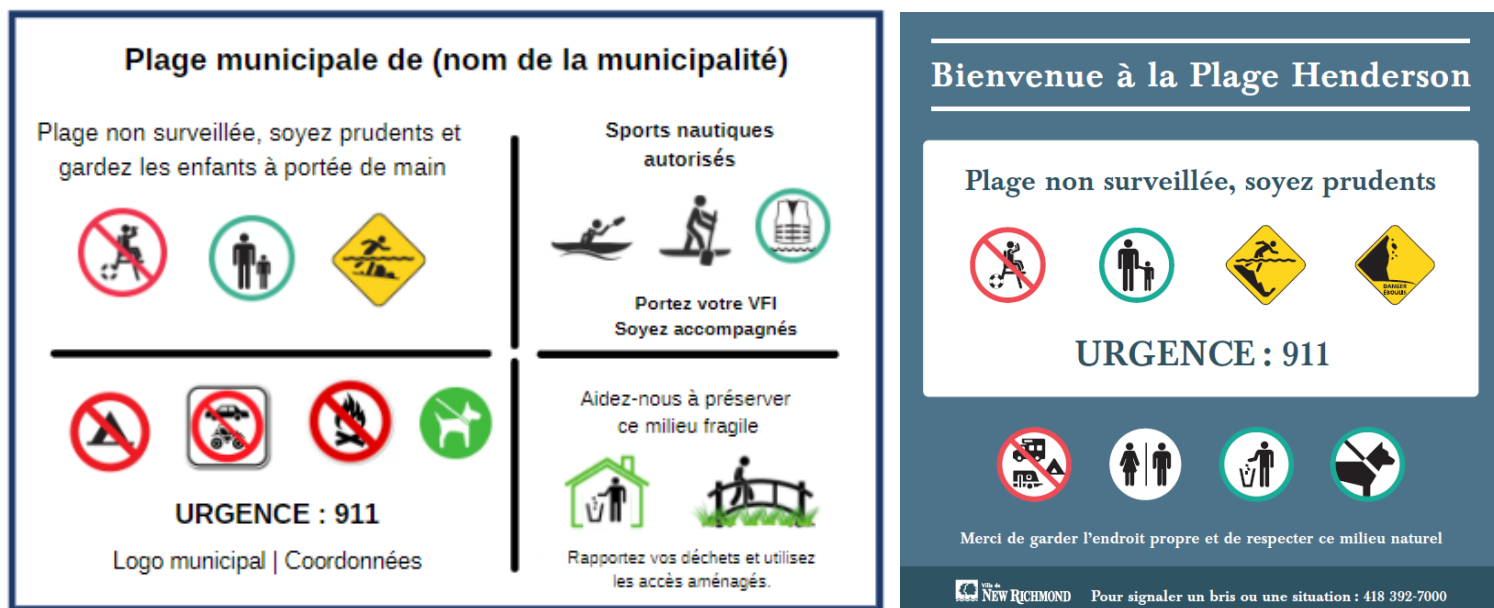 Plage municipale de (nom de la municipalité)
Plage non surveillée, soyez prudents et
gardez les enfants à portée de main
Sports nautiques
autorisés
Portez votre VFI
Soyez accompagnés
URGENCE : 911
Logo municipal | Coordonnées
Aidez-nous à préserver
ce milieu fragile
Rapportez vos déchets et utilisez
les accès aménagés.
Bienvenue à la Plage Henderson
Plage non surveillée, soyez prudents
DANGER
ÉBOULIS
URGENCE : 911
Merci de garder l'endroit propre et de respecter ce milieu naturel
Ville de
NEW RICHMOND
Pour signaler un bris ou une situation : 418 392-7000